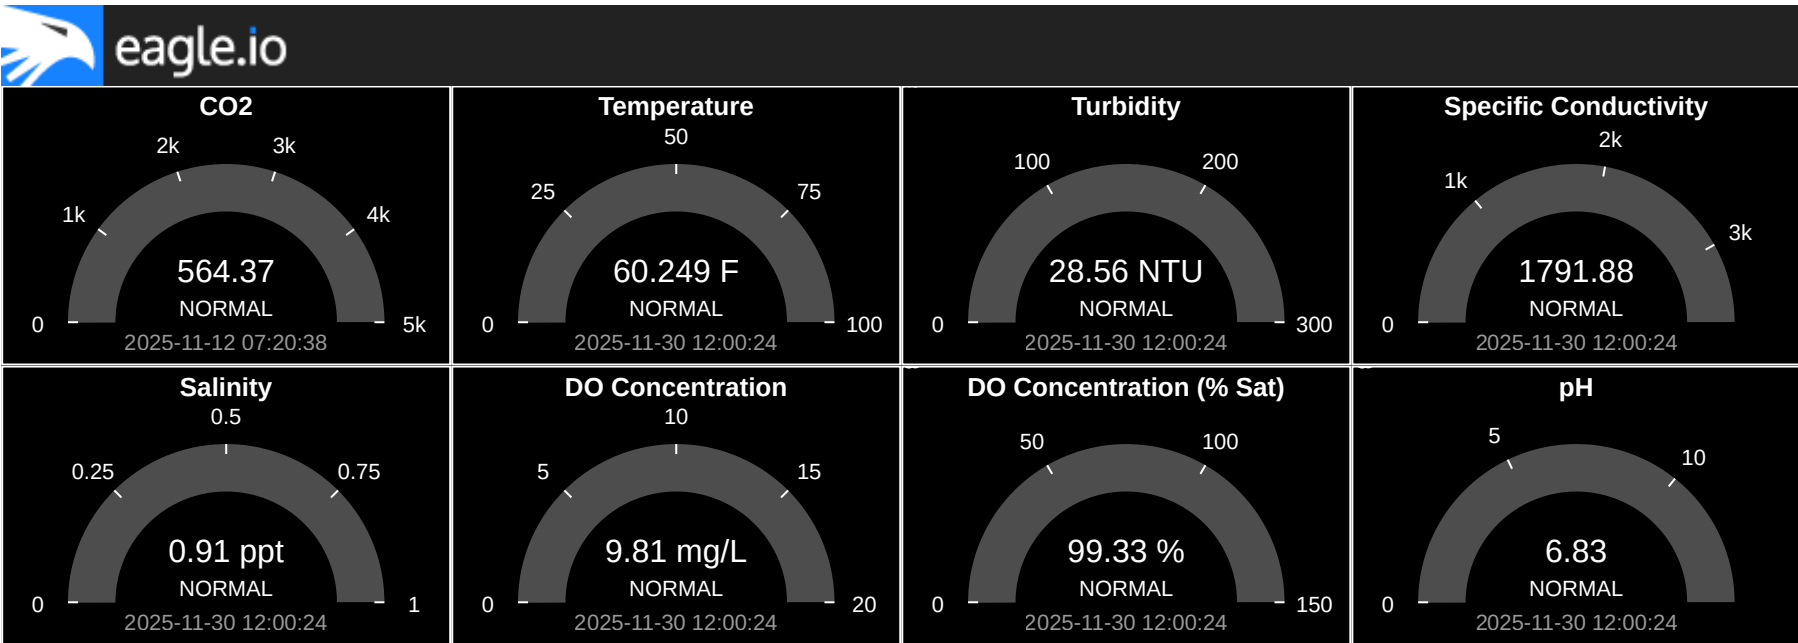 eagle.io
CO2
2k
3k
1k
4k
564.37
NORMAL
0
5k
2025-11-12 07:20:38
Temperature
50
25
75
60.249 F
NORMAL
0
100
2025-11-30 12:00:24
Turbidity
100
200
28.56 NTU
NORMAL
0
300
2025-11-30 12:00:24
Specific Conductivity
2k
1k
3k
1791.88
NORMAL
0
2025-11-30 12:00:24
Salinity
0.5
0.25
0.75
0.91 ppt
NORMAL
0
1
2025-11-30 12:00:24
DO Concentration
10
5
15
9.81 mg/L
NORMAL
0
20
2025-11-30 12:00:24
DO Concentration (% Sat)
50
100
99.33 %
NORMAL
0
150
2025-11-30 12:00:24
pH
5
10
6.83
NORMAL
0
2025-11-30 12:00:24